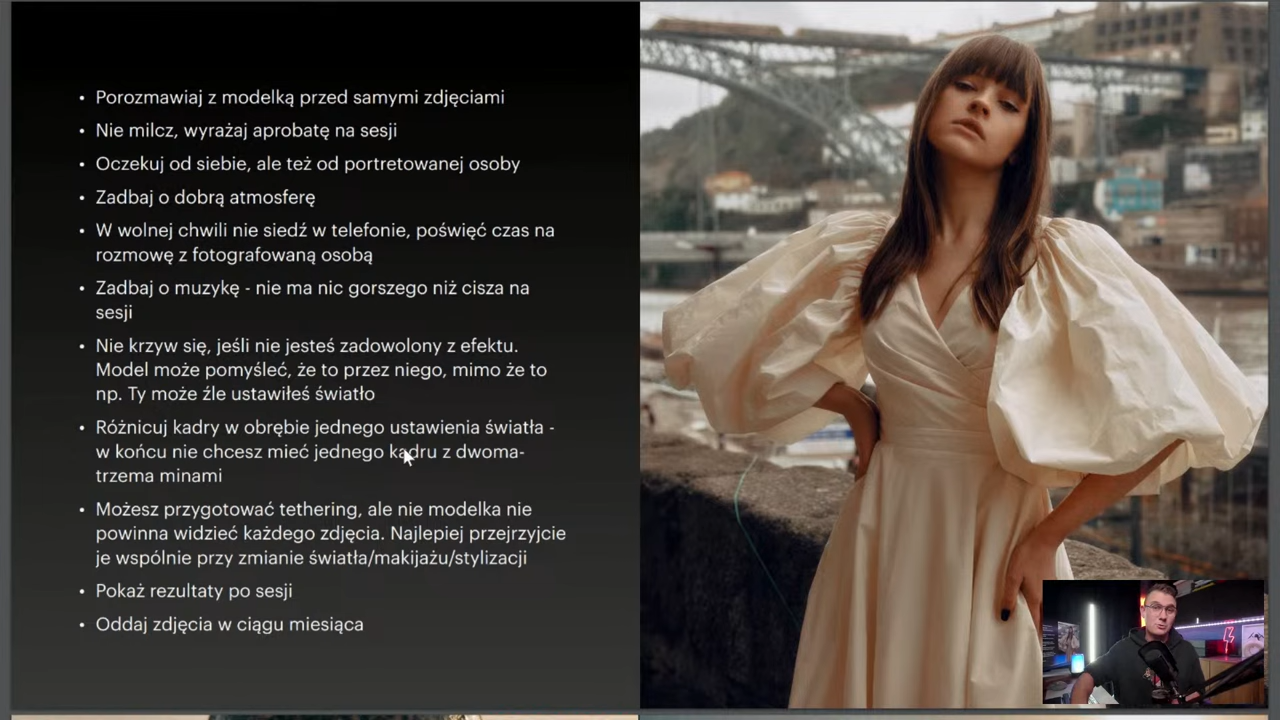 • Porozmawiaj z modelką przed samymi zdjęciami
• Nie milcz, wyrażaj aprobatę na sesji
• Oczekuj od siebie, ale też od portretowanej osoby
• Zadbaj o dobrą atmosferę
• W wolnej chwili nie siedź w telefonie, poświęć czas na
rozmowę z fotografowaną osobą
• Zadbaj o muzykę - nie ma nic gorszego niż cisza na
sesji
• Nie krzyw się, jeśli nie jesteś zadowolony z efektu.
Model może pomyśleć, że to przez niego, mimo że to
np. Ty może źle ustawiłeś światło
• Różnicuj kadry w obrębie jednego ustawienia światła -
w końcu nie chcesz mieć jednego kadru z dwoma-
trzema minami
• Możesz przygotować tethering, ale nie modelka nie
powinna widzieć każdego zdjęcia. Najlepiej przejrzyjcie
je wspólnie przy zmianie światła/makijażu/stylizacji
• Pokaż rezultaty po sesji
• Oddaj zdjęcia w ciągu miesiąca